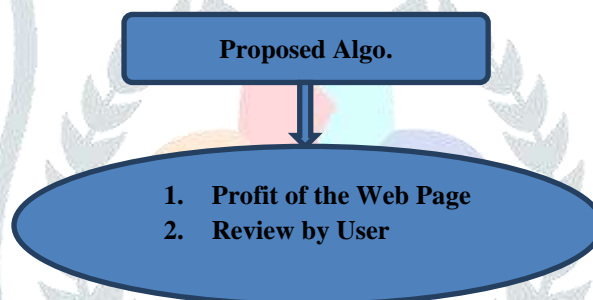 Proposed Algo.
1. Profit of the Web Page
2. Review by User